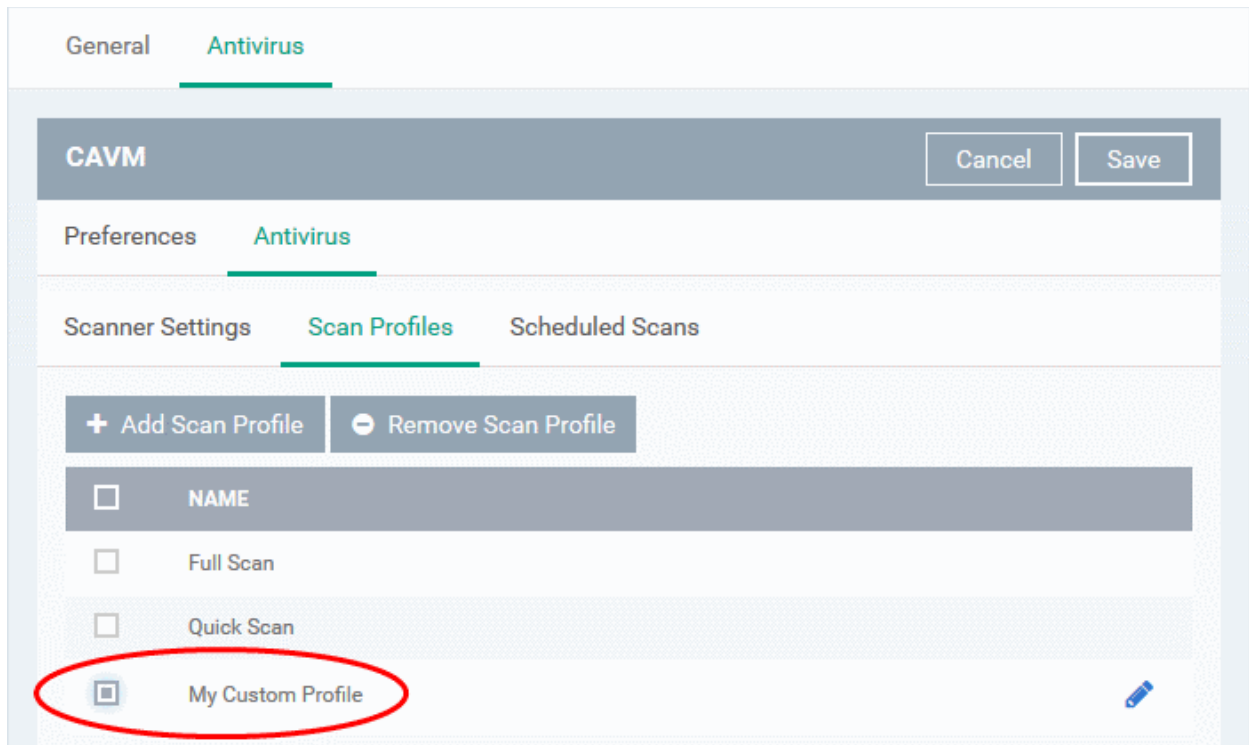 General Antivirus
CAVM Cancel Save
Preferences Antivirus
Scanner Settings Scan Profiles Scheduled Scans
Add Scan Profile Remove Scan Profile
NAME
Full Scan
Quick Scan
My Custom Profile